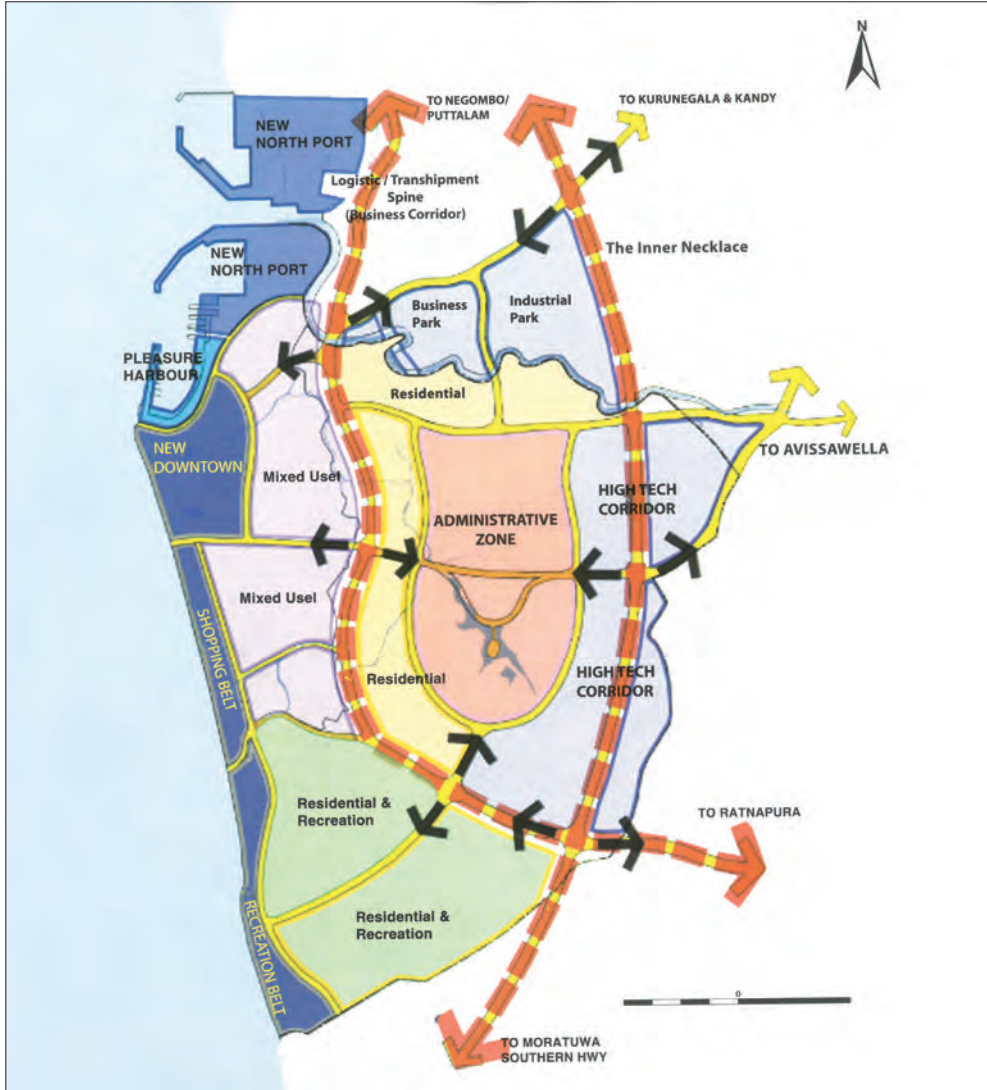 N
TO NEGOMBO/
PUTTALAM
TO KURUNEGALA & KANDY
NEW
NORTH PORT
Logistic / Transhipment
Spine
(Business Corridor)
The Inner Necklace
NEW
NORTH PORT
Business
Park
Industrial
Park
PLEASURE
HARBOUR
Residential
NEW
DOWNTOWN
TO AVISSAWELLA
Mixed Usel
HIGH TECH
CORRIDOR
ADMINISTRATIVE
ZONE
Mixed Usel
SHOPPING BELT
Residential
HIGH TECH
CORRIDOR
Residential &
Recreation
TO RATNAPURA
Residential &
Recreation
RECREATION BELT
0
TO MORATUWA
SOUTHERN HWY